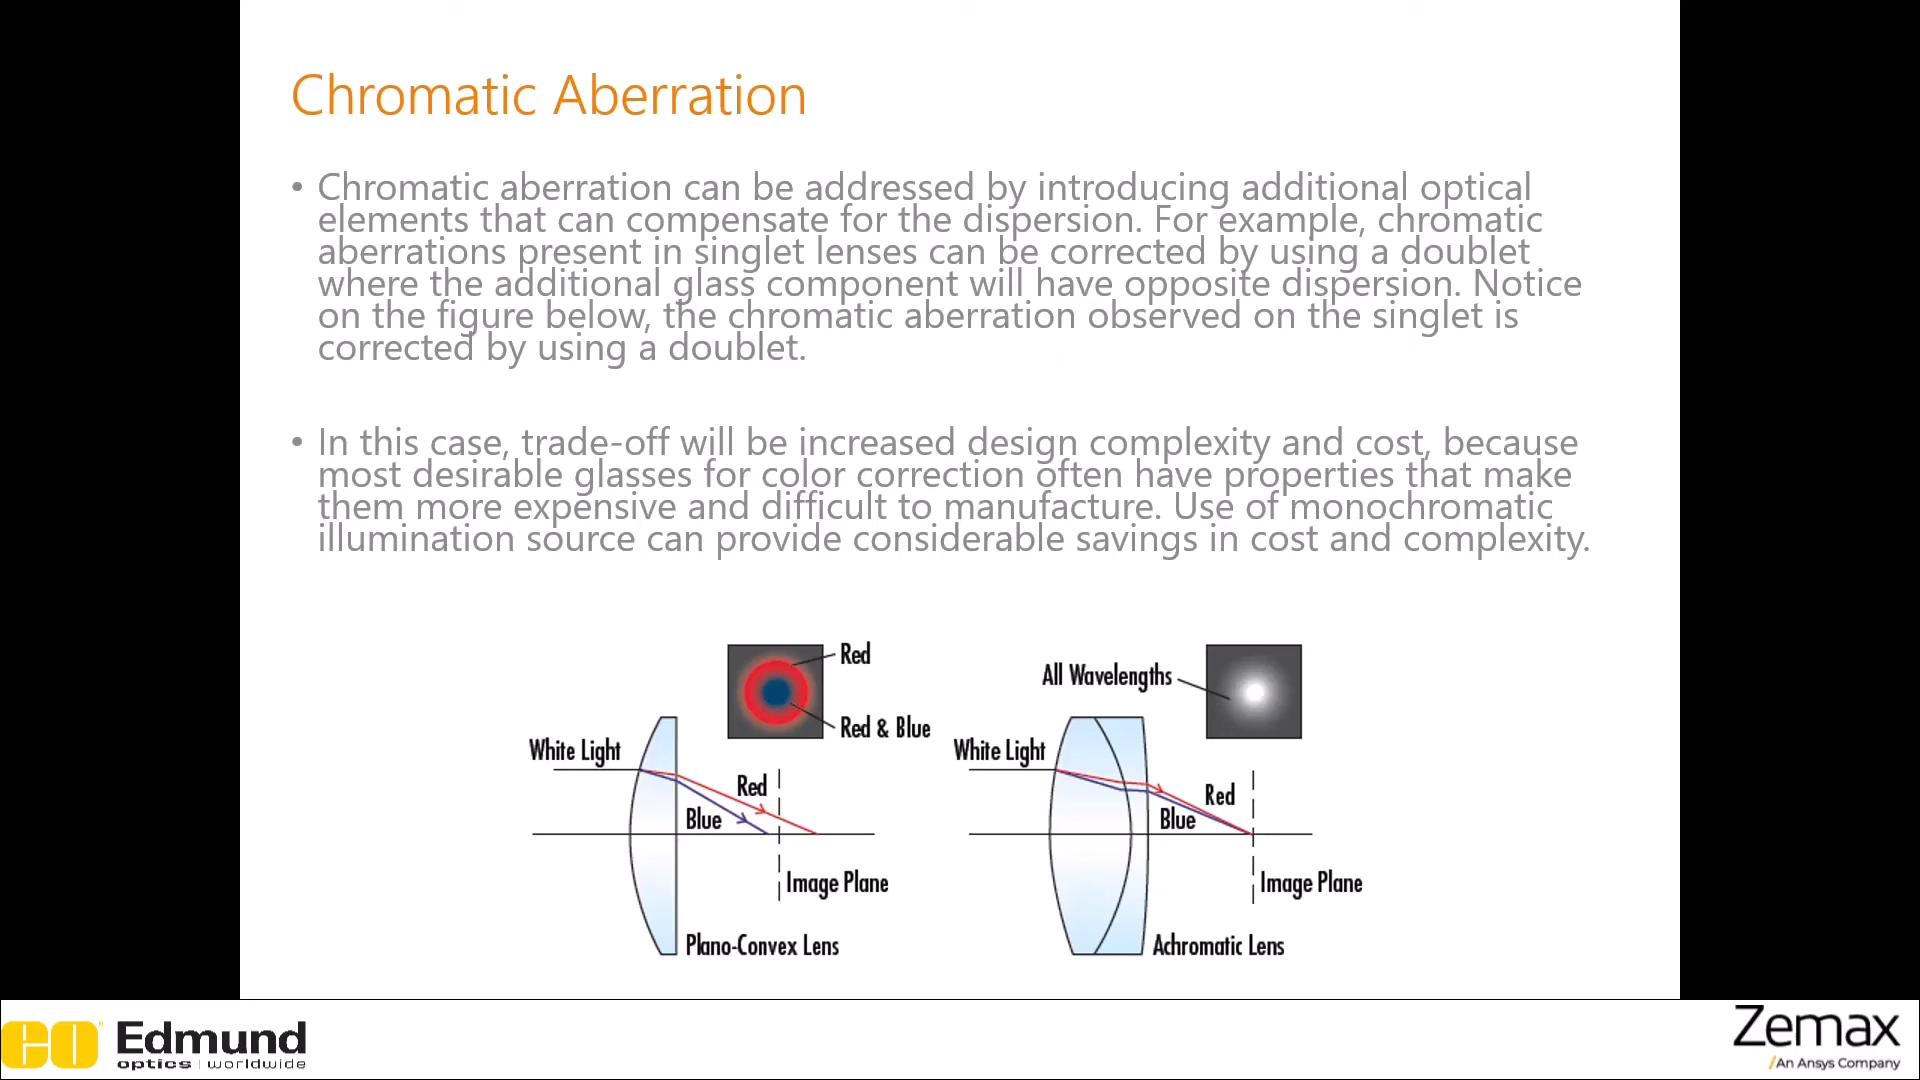 Chromatic Aberration
• Chromatic aberration can be addressed by introducing additional optical
elements that can compensate for the dispersion. For example, chromatic
aberrations present in singlet lenses can be corrected by using a doublet
where the additional glass component will have opposite dispersion. Notice
on the figure below, the chromatic aberration observed on the singlet is
corrected by using a doublet.
• In this case, trade-off will be increased design complexity and cost, because
most desirable glasses for color correction often have properties that make
them more expensive and difficult to manufacture. Use of monochromatic
illumination source can provide considerable savings in cost and complexity.
Red
Red & Blue
White Light
Red
Blue
Image Plane
Plano-Convex Lens
All Wavelengths
White Light
Red
Blue
Image Plane
Achromatic Lens
EO Edmund
optics | worldwide
Zemax
/An Ansys Company